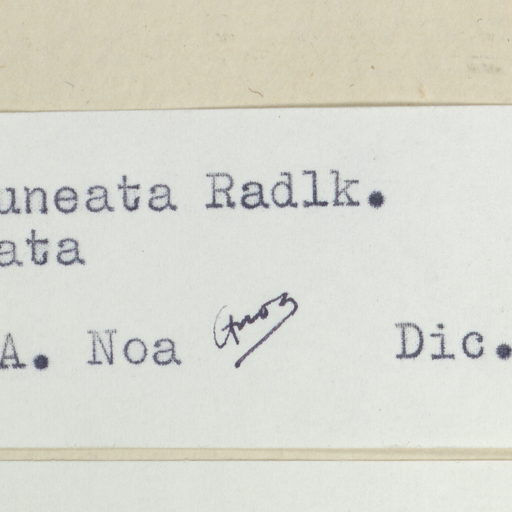 uneata Radlk.
ata
A. Noa Dic.